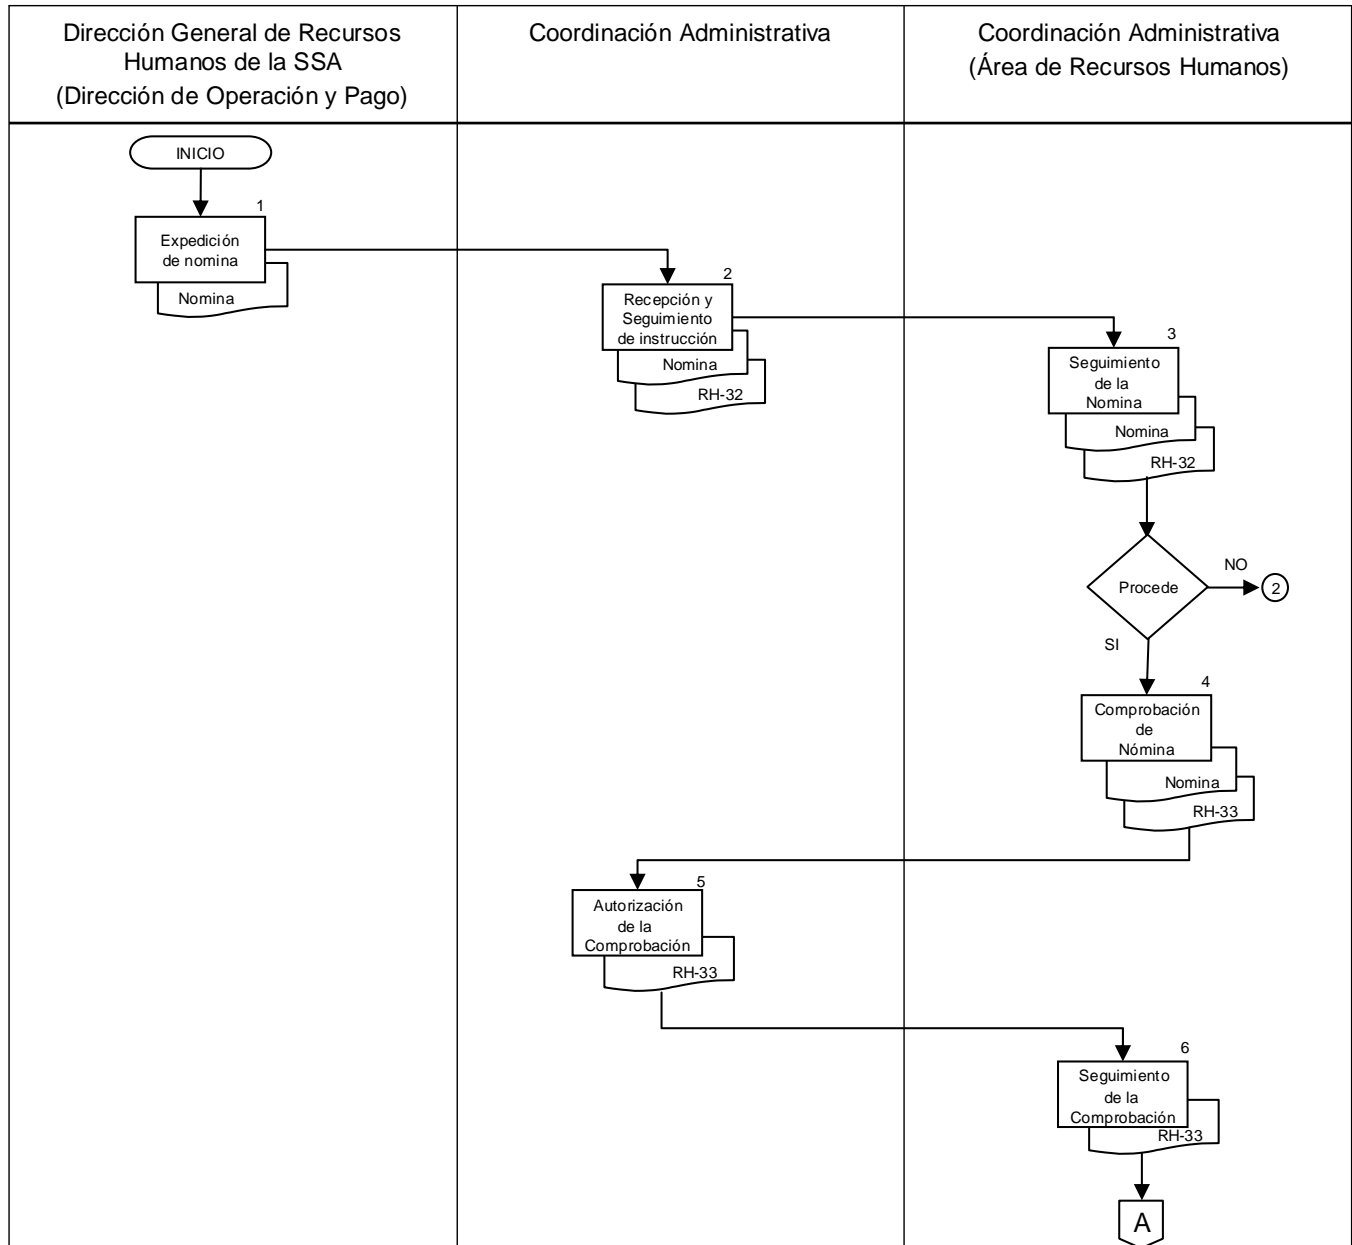 Dirección General de Recursos
Humanos de la SSA
(Dirección de Operación y Pago)
Coordinación Administrativa
Coordinación Administrativa
(Área de Recursos Humanos)
INICIO
1
Expedición
de nomina
Nomina
2
Recepción y
Seguimiento
de instrucción
Nomina
RH-32
3
Seguimiento
de la
Nomina
Nomina
RH-32
Procede
NO
2
SI
4
Comprobación
de
Nómina
Nomina
RH-33
5
Autorización
de la
Comprobación
RH-33
6
Seguimiento
de la
Comprobación
RH-33
A